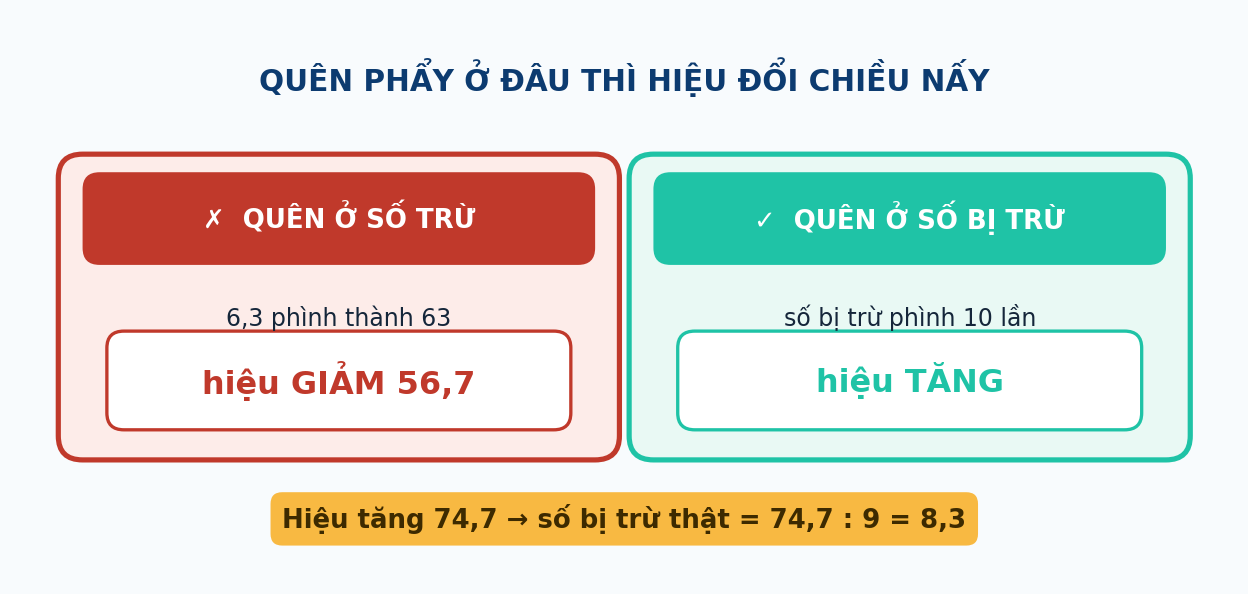 QUÊN PHẨY Ở ĐÂU THÌ HIỆU ĐỔI CHIỀU NẤY
✗ QUÊN Ở SỐ TRỪ
6,3 phình thành 63
hiệu GIẢM 56,7
✓ QUÊN Ở SỐ BỊ TRỪ
số bị trừ phình 10 lần
hiệu TĂNG
Hiệu tăng 74,7 → số bị trừ thật = 74,7 : 9 = 8,3